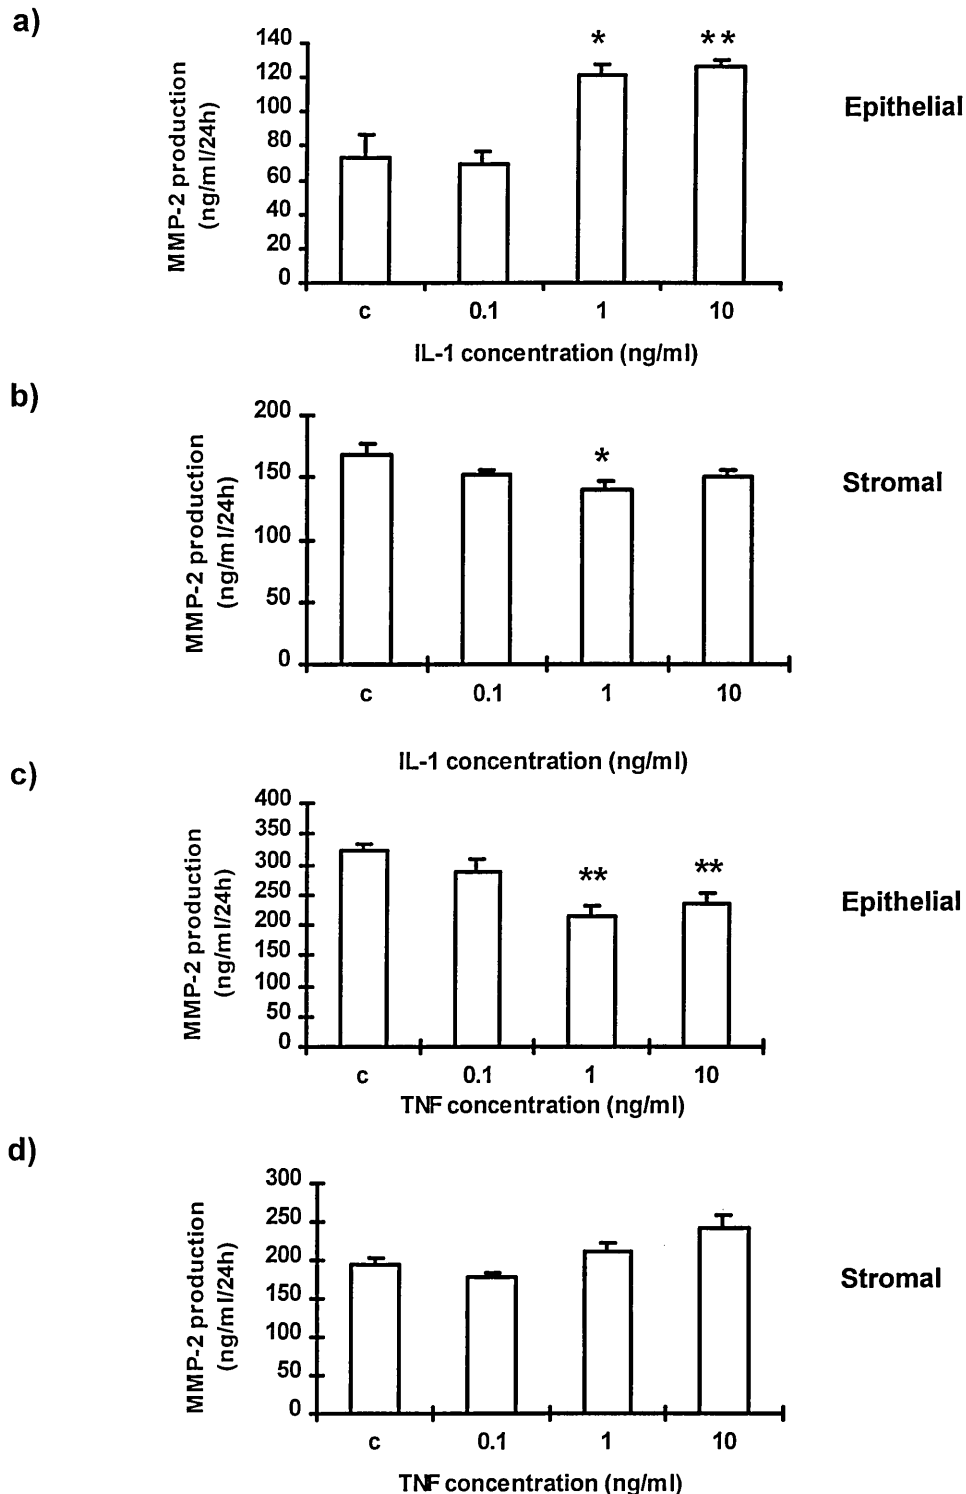 a)
140
120
100
80
60
40
20
0
MMP-2 production
(ng/ml/24h)
*
**
Epithelial
c 0.1 1 10
IL-1 concentration (ng/ml)
b)
200
150
100
50
0
MMP-2 production
(ng/ml/24h)
*
Stromal
c 0.1 1 10
IL-1 concentration (ng/ml)
c)
400
350
300
250
200
150
100
50
0
MMP-2 production
(ng/ml/24h)
**
**
Epithelial
c 0.1 1 10
TNF concentration (ng/ml)
d)
300
250
200
150
100
50
0
MMP-2 production
(ng/ml/24h)
Stromal
c 0.1 1 10
TNF concentration (ng/ml)